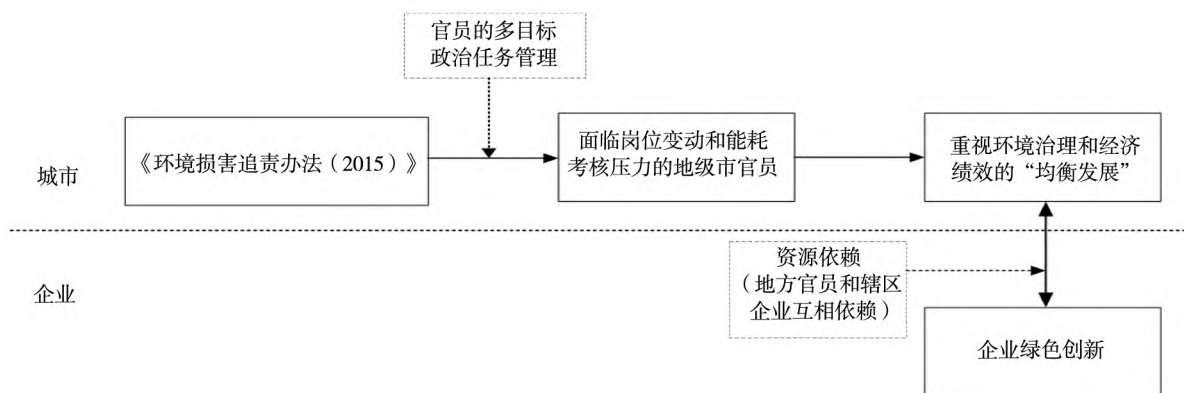 官员的多目标
政治任务管理
城市
《环境损害追责办法（2015）》
面临岗位变动和能耗
考核压力的地级市官员
重视环境治理和经济
绩效的“均衡发展”
企业
资源依赖
（地方官员和辖区
企业互相依赖）
企业绿色创新